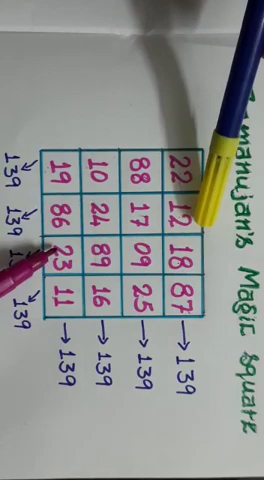 manujan's Magic Square
22 12 18 87 → 139
88 17 09 25 → 139
10 24 89 16 → 139
19 86 23 11 → 139
139 139 139